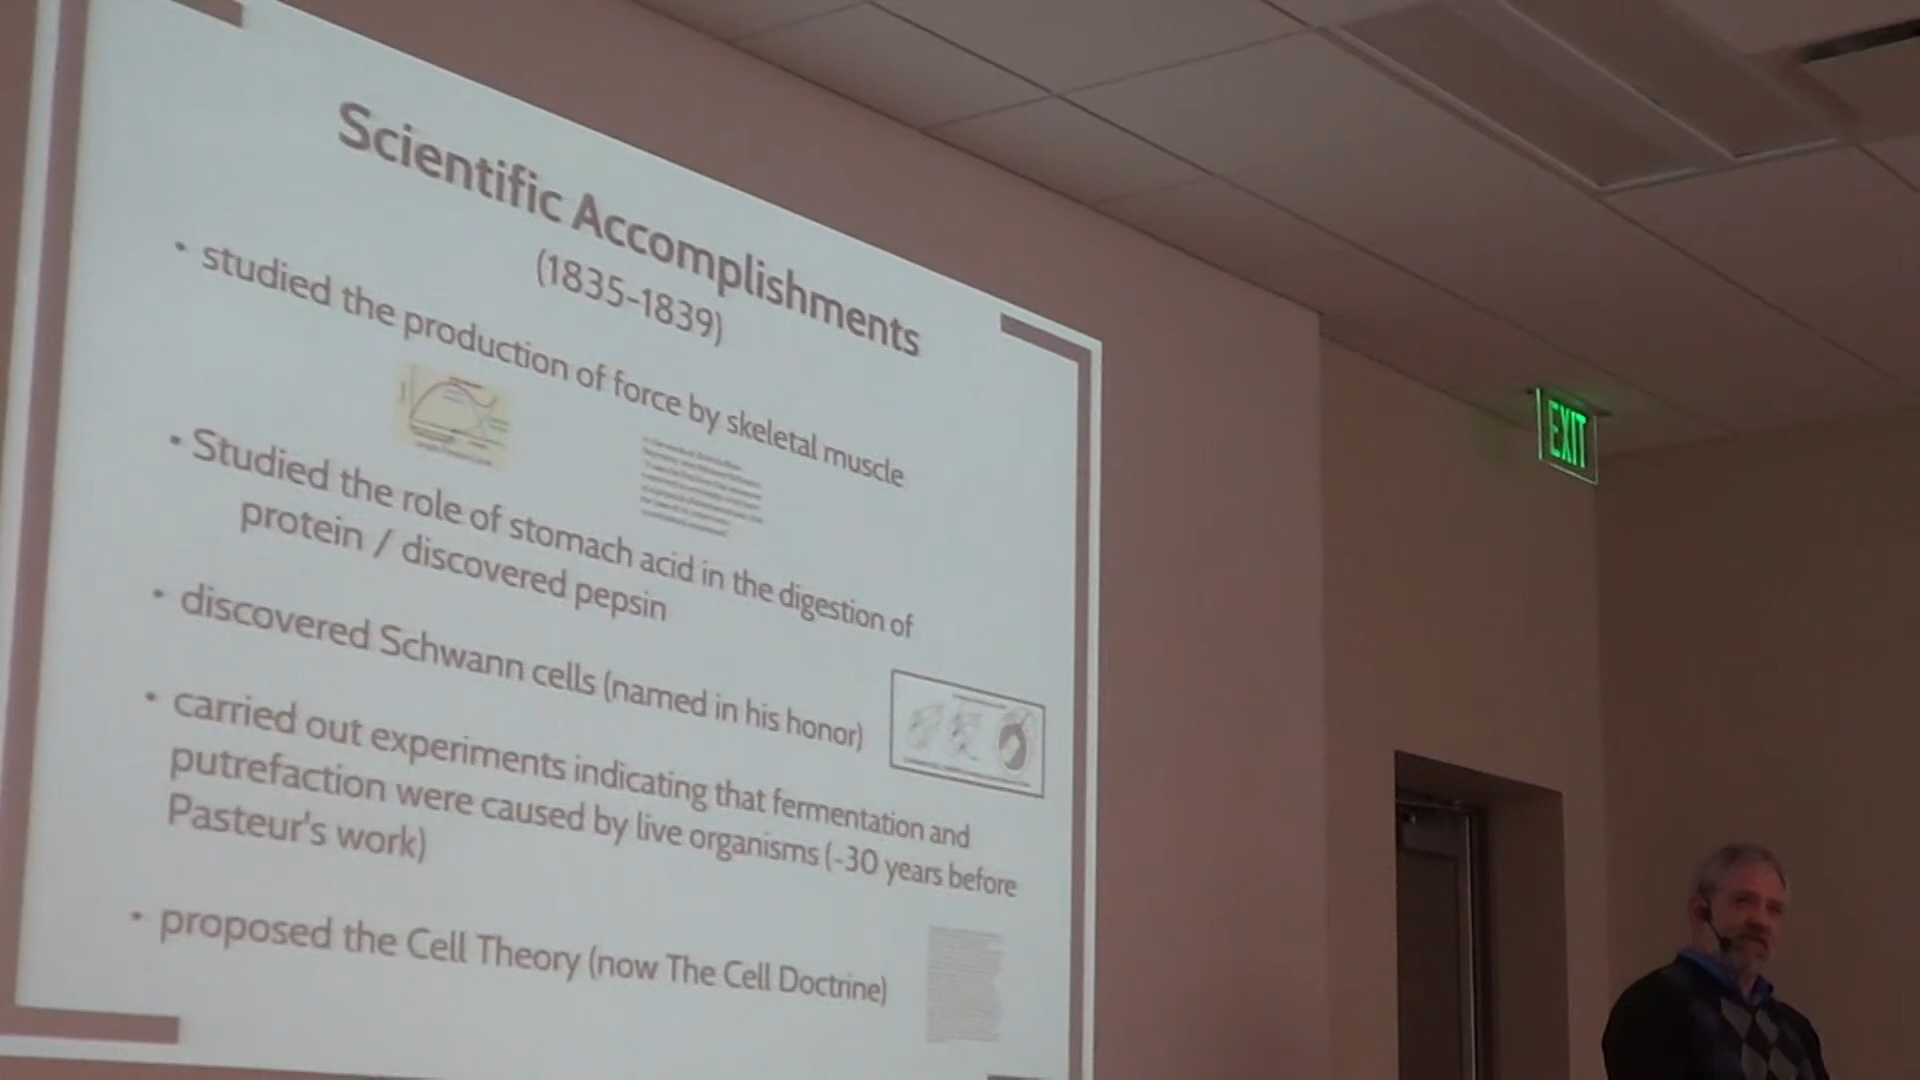 Scientific Accomplishments
(1835-1839)
• studied the production of force by skeletal muscle
• Studied the role of stomach acid in the digestion of
protein / discovered pepsin
• discovered Schwann cells (named in his honor)
• carried out experiments indicating that fermentation and
putrefaction were caused by live organisms (~30 years before
Pasteur's work)
• proposed the Cell Theory (now The Cell Doctrine)
EXIT